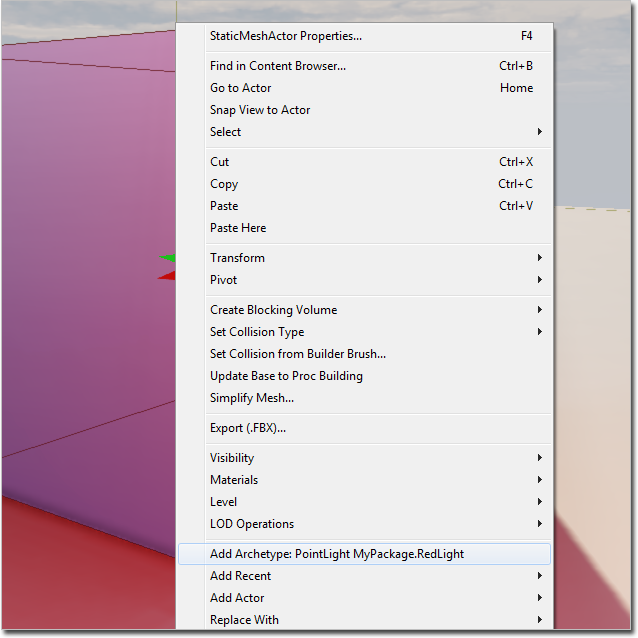 StaticMeshActor Properties... F4
Find in Content Browser... Ctrl+B
Go to Actor Home
Snap View to Actor
Select
Cut Ctrl+X
Copy Ctrl+C
Paste Ctrl+V
Paste Here
Transform
Pivot
Create Blocking Volume
Set Collision Type
Set Collision from Builder Brush...
Update Base to Proc Building
Simplify Mesh...
Export (.FBX)...
Visibility
Materials
Level
LOD Operations
Add Archetype: PointLight MyPackage.RedLight
Add Recent
Add Actor
Replace With